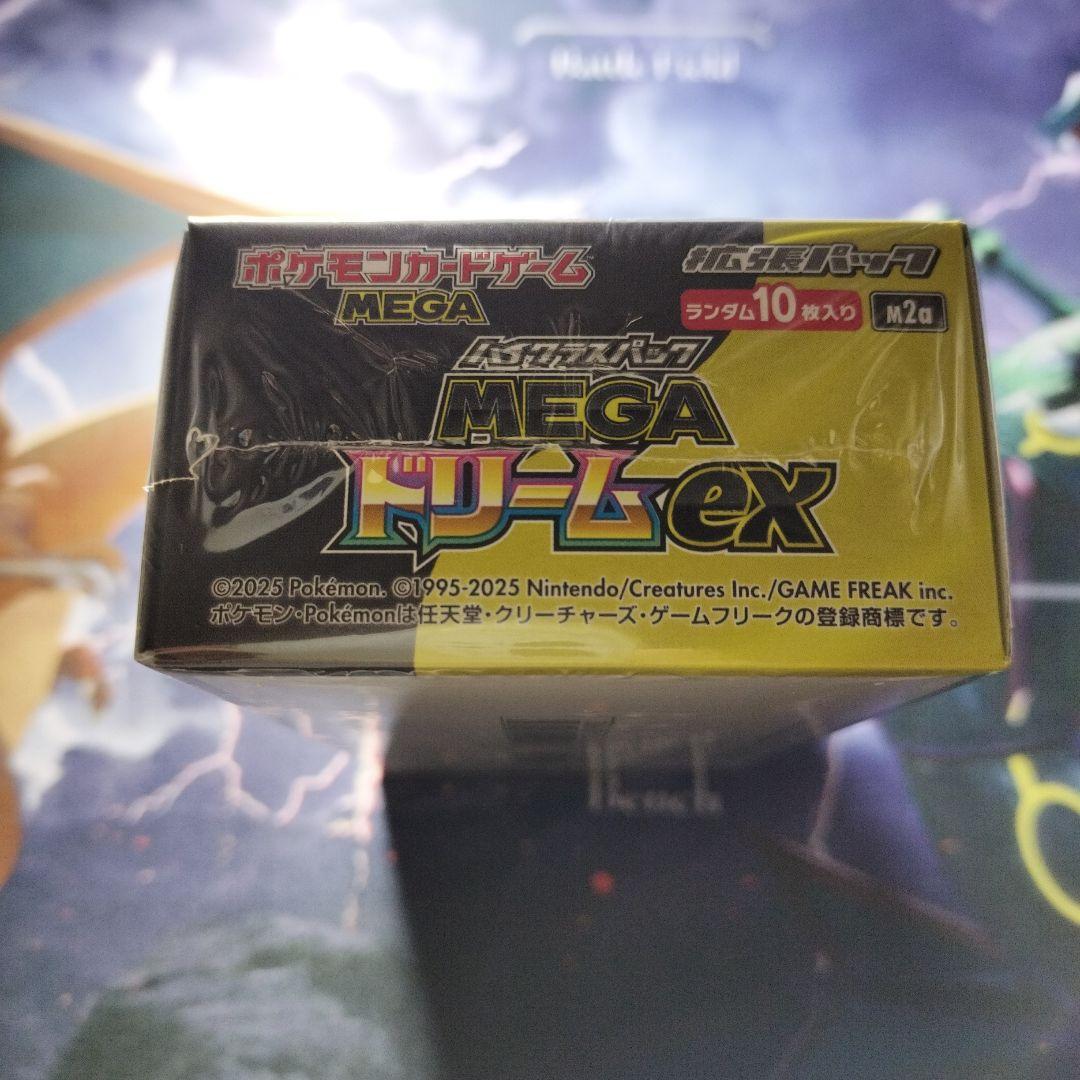 ポケモンカードゲーム
MEGA
拡張パック
ランダム10枚入り
M2a
ハイクラスパック
MEGA
ドリームex
©2025 Pokémon. ©1995-2025 Nintendo/Creatures Inc./GAME FREAK inc.
ポケモン・Pokémonは任天堂・クリーチャーズ・ゲームフリークの登録商標です。